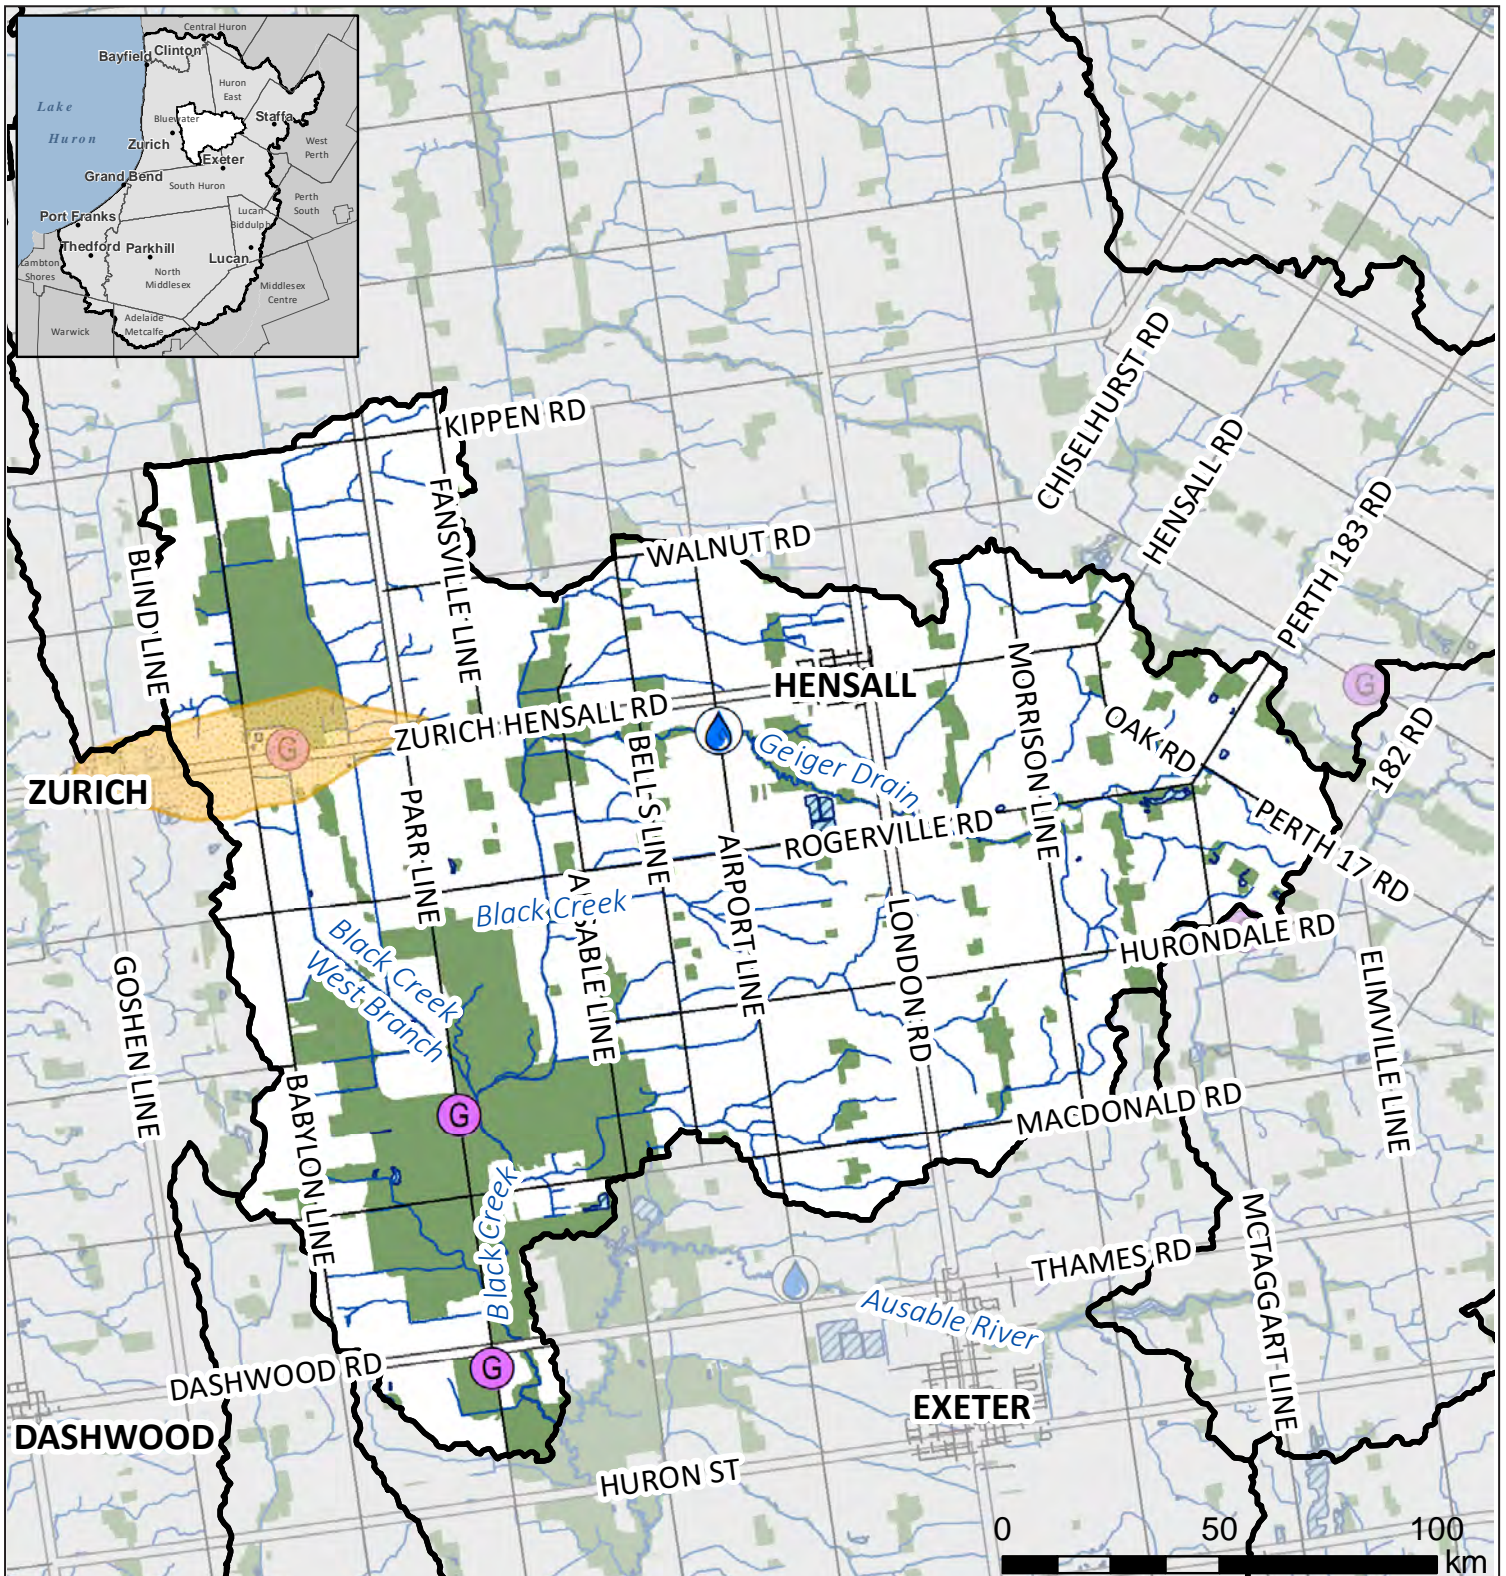 Central Huron
Bayfield
Clinton
Lake
Huron
Huron
East
Bluewater
Staffa
Zurich
West
Perth
Exeter
Grand Bend
South Huron
Perth
South
Port Franks
Lucan
Biddulph
Thedford
Parkhill
Lucan
Lambton
Shores
North
Middlesex
Middlesex
Centre
Adelaide
Metcalfe
Warwick
KIPPEN RD
CHISELHURST RD
HENSALL RD
PERTH 183 RD
FANSVILLE LINE
WALNUT RD
BLIND LINE
HENSALL
MORRISON LINE
G
ZURICH HENSALL RD
G
OAK RD
182 RD
ZURICH
BELL S LINE
Geiger Drain
PARR LINE
ROGERVILLE RD
PERTH 17 RD
AIRPORT LINE
Black Creek
AUSABLE LINE
LONDON RD
HURONDALE RD
Black Creek
West Branch
GOSHEN LINE
ELIMVILLE LINE
BABYLON LINE
G
MACDONALD RD
Black Creek
MCTAGGART LINE
THAMES RD
Ausable River
DASHWOOD RD
G
EXETER
DASHWOOD
HURON ST
0 50 100
km